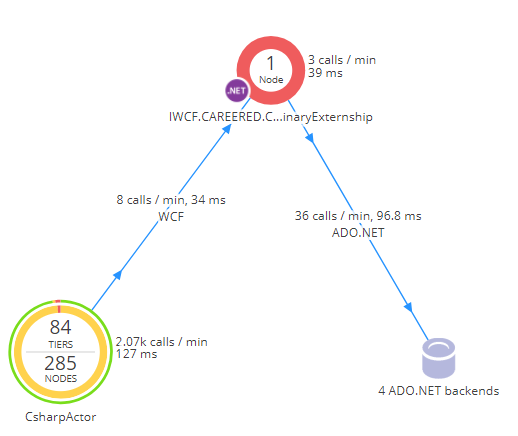 1
Node
3 calls / min
39 ms
.NET
IWCF.CAREERED.C...inaryExternship
8 calls / min, 34 ms
WCF
36 calls / min, 96.8 ms
ADO.NET
84
TIERS
285
NODES
2.07k calls / min
127 ms
4 ADO.NET backends
CsharpActor